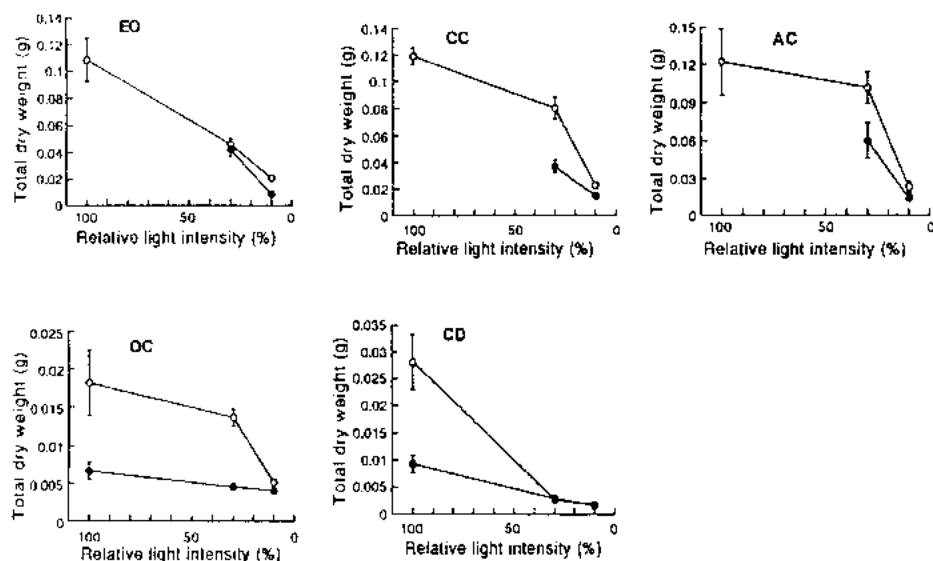 EO
Total dry weight (g)
0.14
0.12
0.10
0.08
0.06
0.04
0.02
0
100 50 0
Relative light intensity (%)
CC
Total dry weight (g)
0.14
0.12
0.10
0.08
0.06
0.04
0.02
0
100 50 0
Relative light intensity (%)
AC
Total dry weight (g)
0.15
0.12
0.09
0.06
0.03
0
100 50 0
Relative light intensity (%)
OC
Total dry weight (g)
0.025
0.02
0.015
0.01
0.005
0
100 50 0
Relative light intensity (%)
CD
Total dry weight (g)
0.035
0.03
0.025
0.02
0.015
0.01
0.005
0
100 50 0
Relative light intensity (%)